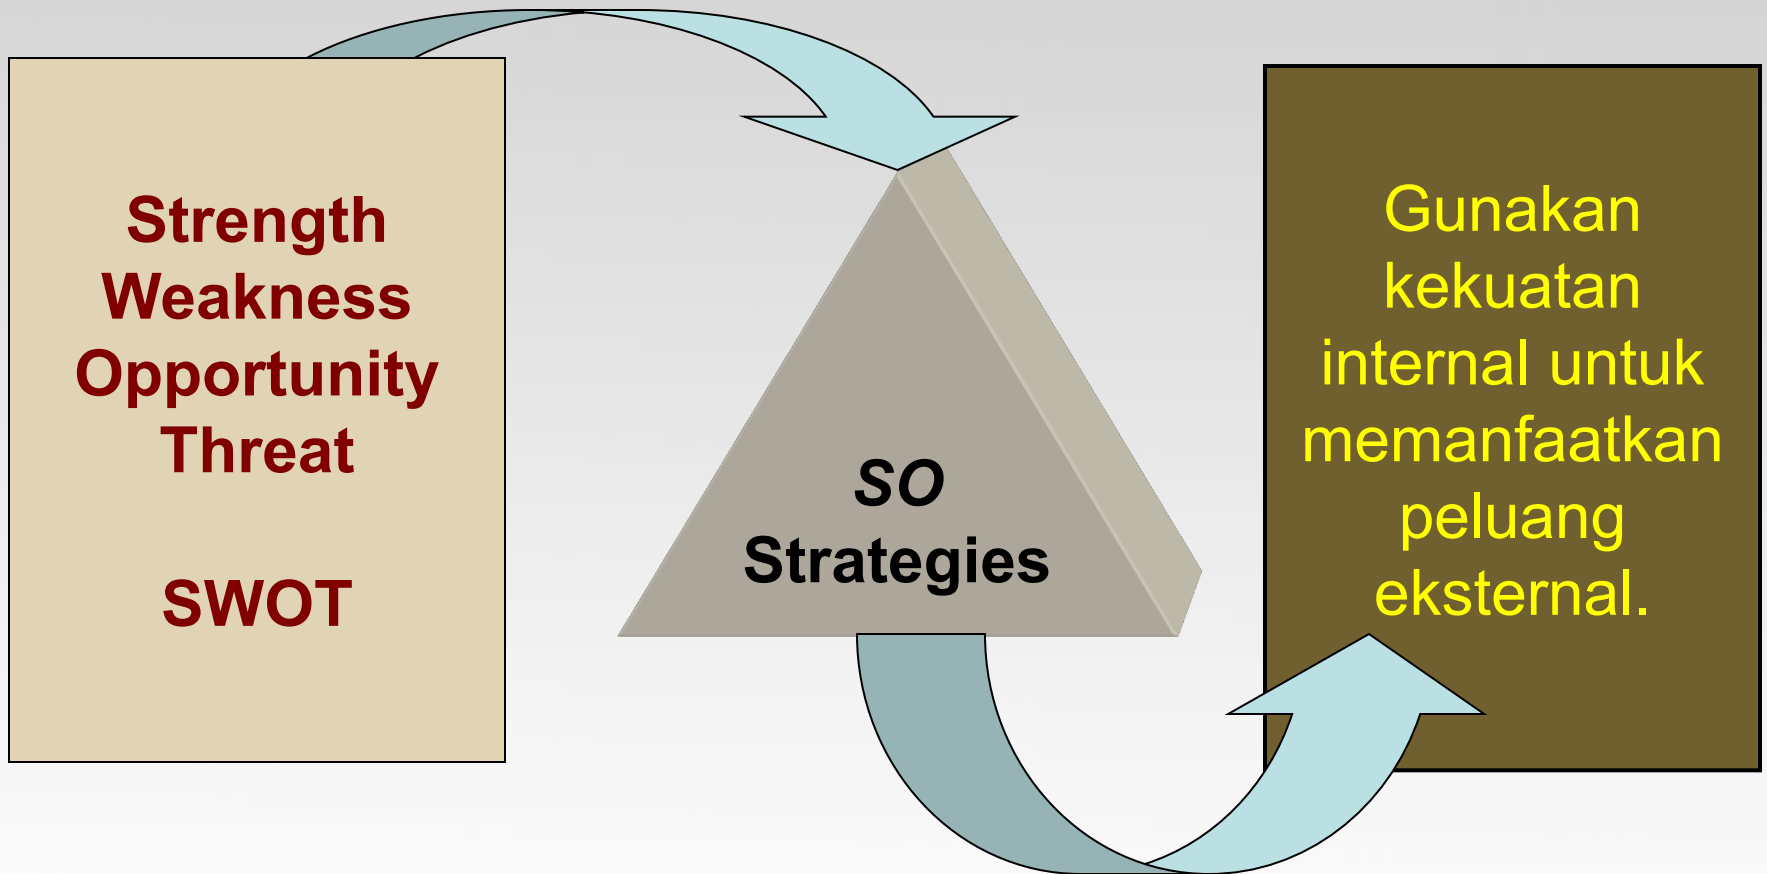 Strength
Weakness
Opportunity
Threat
SWOT
SO
Strategies
Gunakan
kekuatan
internal untuk
memanfaatkan
peluang
eksternal.